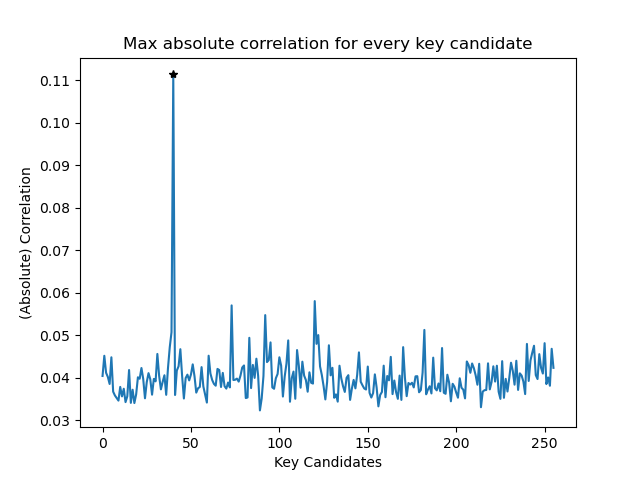 Max absolute correlation for every key candidate
0.11
0.10
0.09
0.08
0.07
0.06
0.05
0.04
0.03
(Absolute) Correlation
0 50 100 150 200 250
Key Candidates